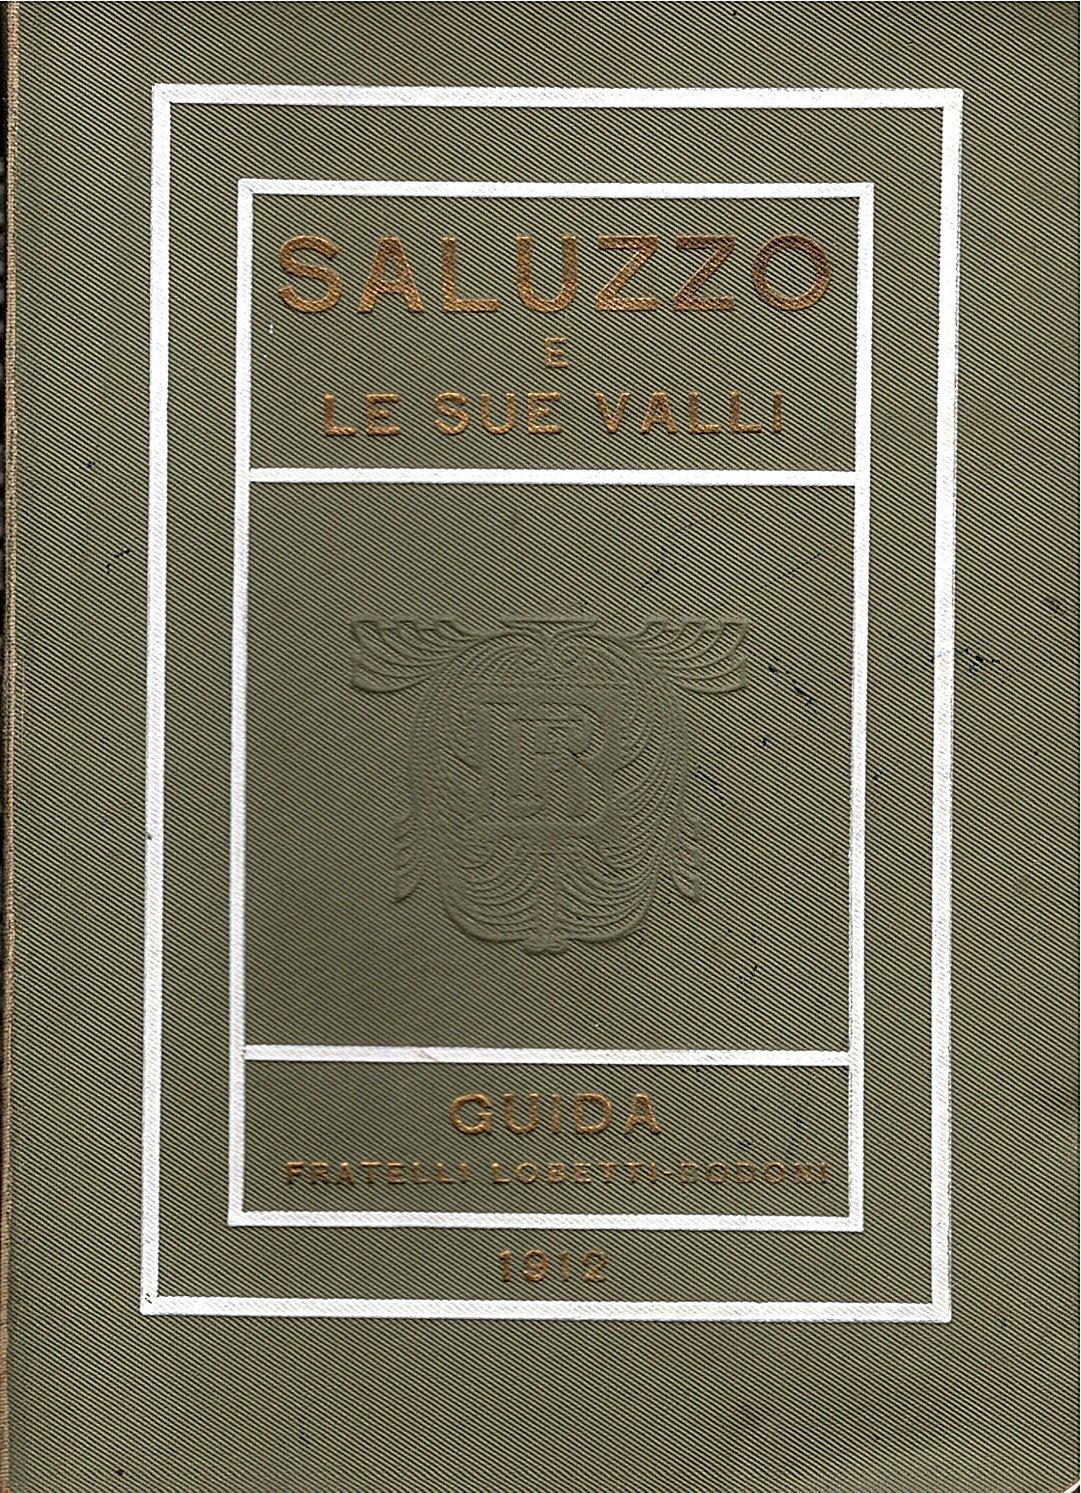 SALUZZO
E
LE SUE VALLI
GUIDA
FRATELLI LOBETTI-BODONI
1912